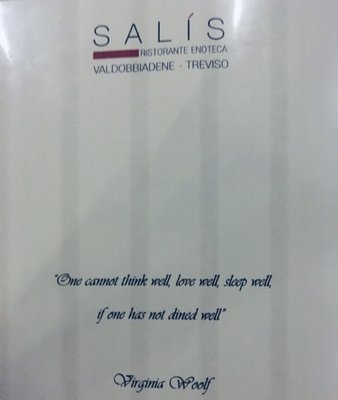 SALÍS
RISTORANTE ENOTECA
VALDOBBIADENE - TREVISO
"One cannot think well, love well, sleep well,
if one has not dined well"
Virginia Woolf